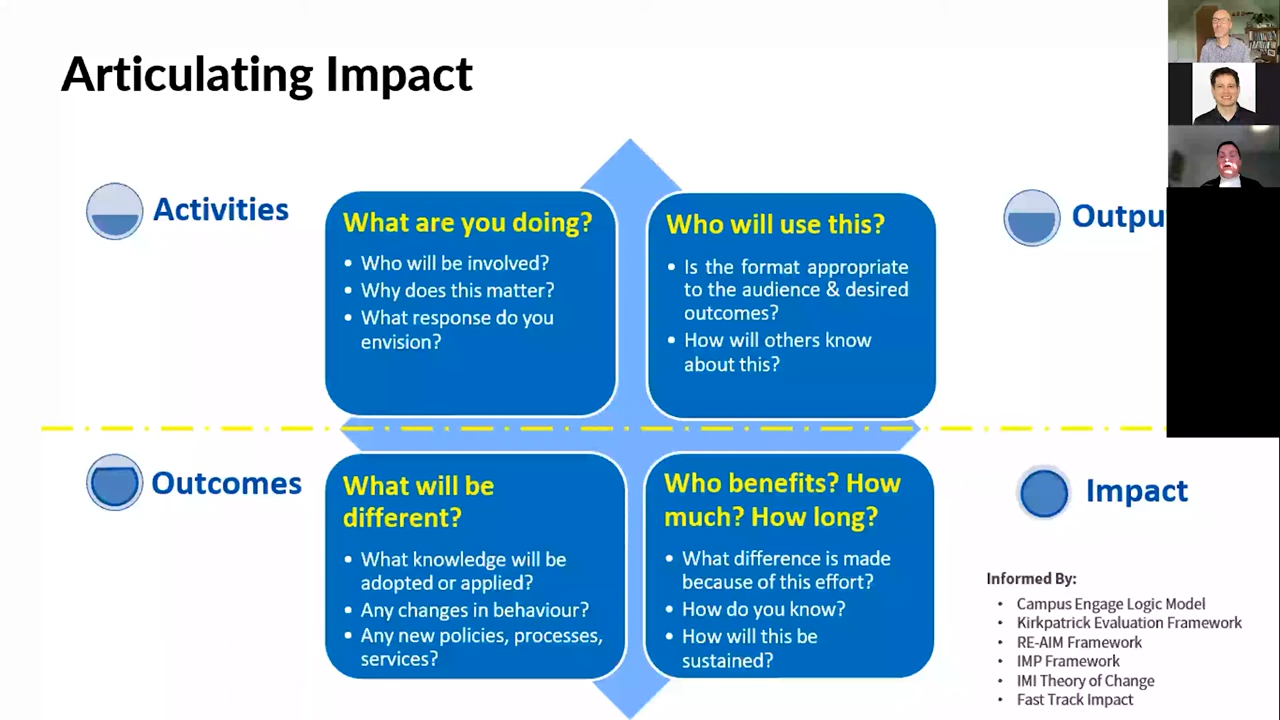 Articulating Impact
Activities
What are you doing?
• Who will be involved?
• Why does this matter?
• What response do you
envision?
Who will use this?
• Is the format appropriate
to the audience & desired
outcomes?
• How will others know
about this?
Outpu
Outcomes
What will be
different?
• What knowledge will be
adopted or applied?
• Any changes in behaviour?
• Any new policies, processes,
services?
Who benefits? How
much? How long?
• What difference is made
because of this effort?
• How do you know?
• How will this be
sustained?
Impact
Informed By:
• Campus Engage Logic Model
• Kirkpatrick Evaluation Framework
• RE-AIM Framework
• IMP Framework
• IMI Theory of Change
• Fast Track Impact